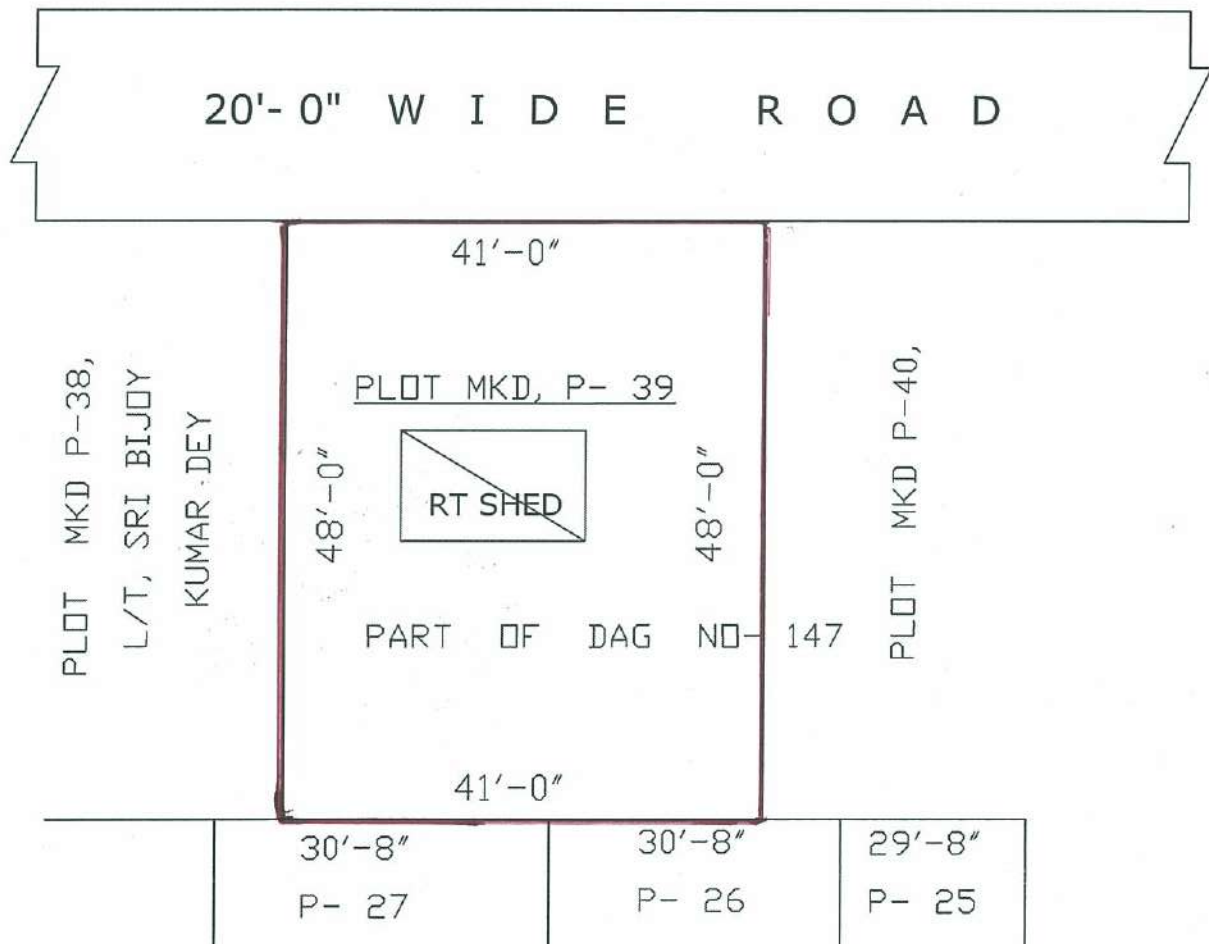 20'- 0" WIDE ROAD
41'-0"
PLOT MKD P-38,
L/T, SRI BIJOY
KUMAR DEY
48'-0"
PLOT MKD, P- 39
RT SHED
48'-0"
PLOT MKD P-40,
PART OF DAG NO- 147
41'-0"
30'-8"
P- 27
30'-8"
P- 26
29'-8"
P- 25